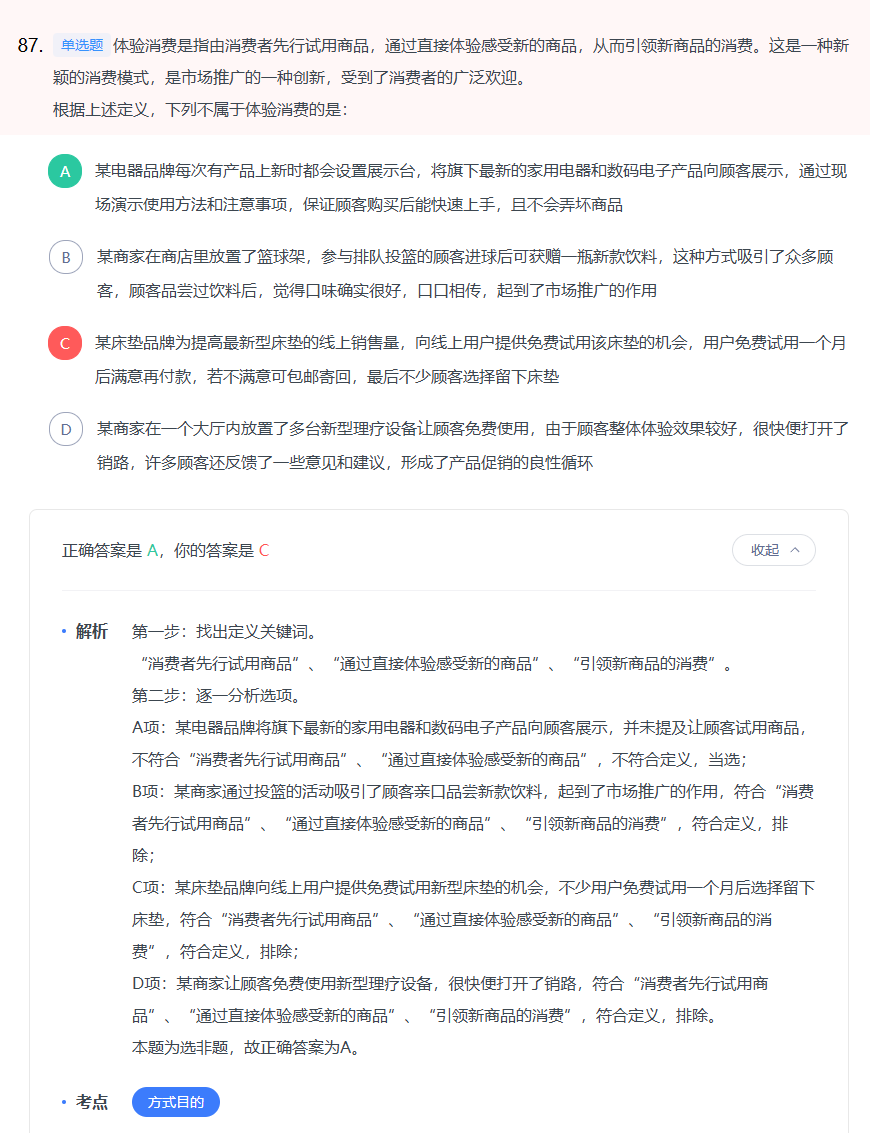 87. 单选题 体验消费是指由消费者先行试用商品，通过直接体验感受新的商品，从而引领新商品的消费。这是一种新
颖的消费模式，是市场推广的一种创新，受到了消费者的广泛欢迎。
根据上述定义，下列不属于体验消费的是：
A 某电器品牌每次有产品上新时都会设置展示台，将旗下最新的家用电器和数码电子产品向顾客展示，通过现
场演示使用方法和注意事项，保证顾客购买后能快速上手，且不会弄坏商品
B 某商家在商店里放置了篮球架，参与排队投篮的顾客进球后可获赠一瓶新款饮料，这种方式吸引了众多顾
客，顾客品尝过饮料后，觉得口味确实很好，口口相传，起到了市场推广的作用
C 某床垫品牌为提高最新型床垫的线上销售量，向线上用户提供免费试用该床垫的机会，用户免费试用一个月
后满意再付款，若不满意可包邮寄回，最后不少顾客选择留下床垫
D 某商家在一个大厅内放置了多台新型理疗设备让顾客免费使用，由于顾客整体体验效果较好，很快便打开了
销路，许多顾客还反馈了一些意见和建议，形成了产品促销的良性循环
正确答案是 A，你的答案是 C 收起
解析 第一步：找出定义关键词。
“消费者先行试用商品”、“通过直接体验感受新的商品”、“引领新商品的消费”。
第二步：逐一分析选项。
A项：某电器品牌将旗下最新的家用电器和数码电子产品向顾客展示，并未提及让顾客试用商品，
不符合“消费者先行试用商品”、“通过直接体验感受新的商品”，不符合定义，当选；
B项：某商家通过投篮的活动吸引了顾客亲口品尝新款饮料，起到了市场推广的作用，符合“消费
者先行试用商品”、“通过直接体验感受新的商品”、“引领新商品的消费”，符合定义，排
除；
C项：某床垫品牌向线上用户提供免费试用新型床垫的机会，不少用户免费试用一个月后选择留下
床垫，符合“消费者先行试用商品”、“通过直接体验感受新的商品”、“引领新商品的消
费”，符合定义，排除；
D项：某商家让顾客免费使用新型理疗设备，很快便打开了销路，符合“消费者先行试用商
品”、“通过直接体验感受新的商品”、“引领新商品的消费”，符合定义，排除。
本题为选非题，故正确答案为A。
考点 方式目的